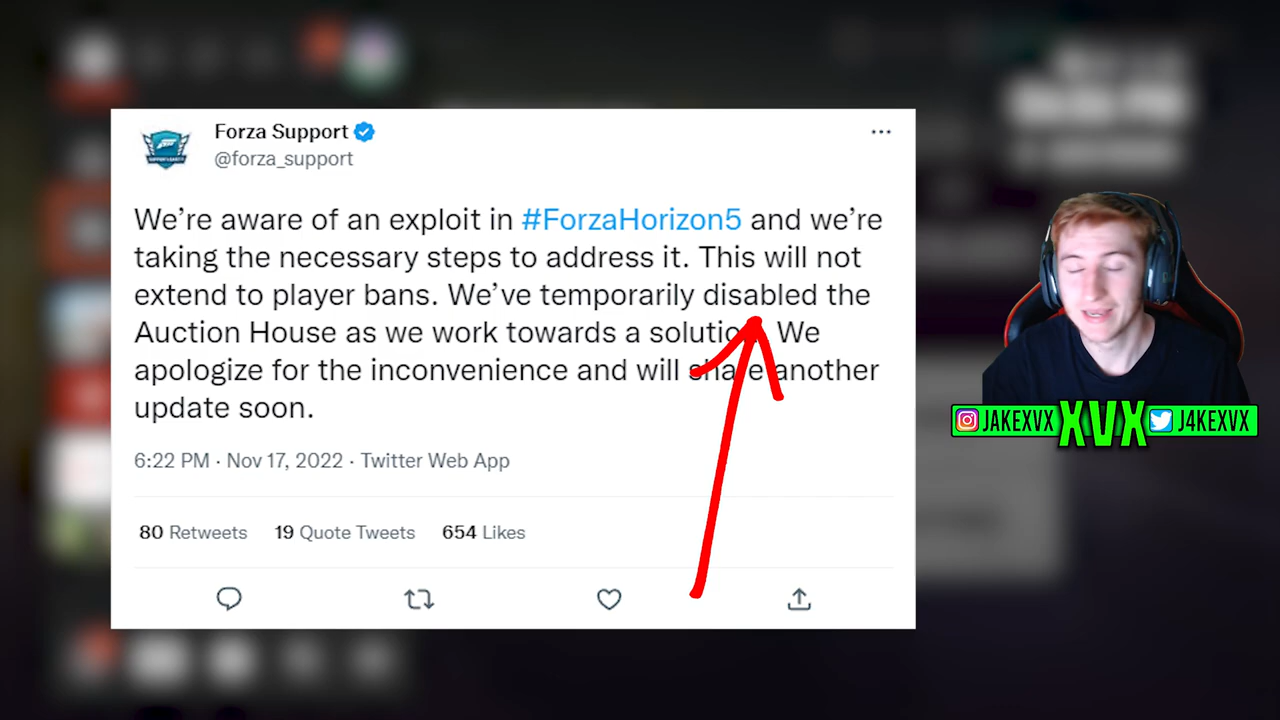 Forza Support
@forza_support
We’re aware of an exploit in #ForzaHorizon5 and we’re
taking the necessary steps to address it. This will not
extend to player bans. We’ve temporarily disabled the
Auction House as we work towards a solution. We
apologize for the inconvenience and will share another
update soon.
6:22 PM · Nov 17, 2022 · Twitter Web App
80 Retweets 19 Quote Tweets 654 Likes
JAKEXVX XVX J4KEXVX